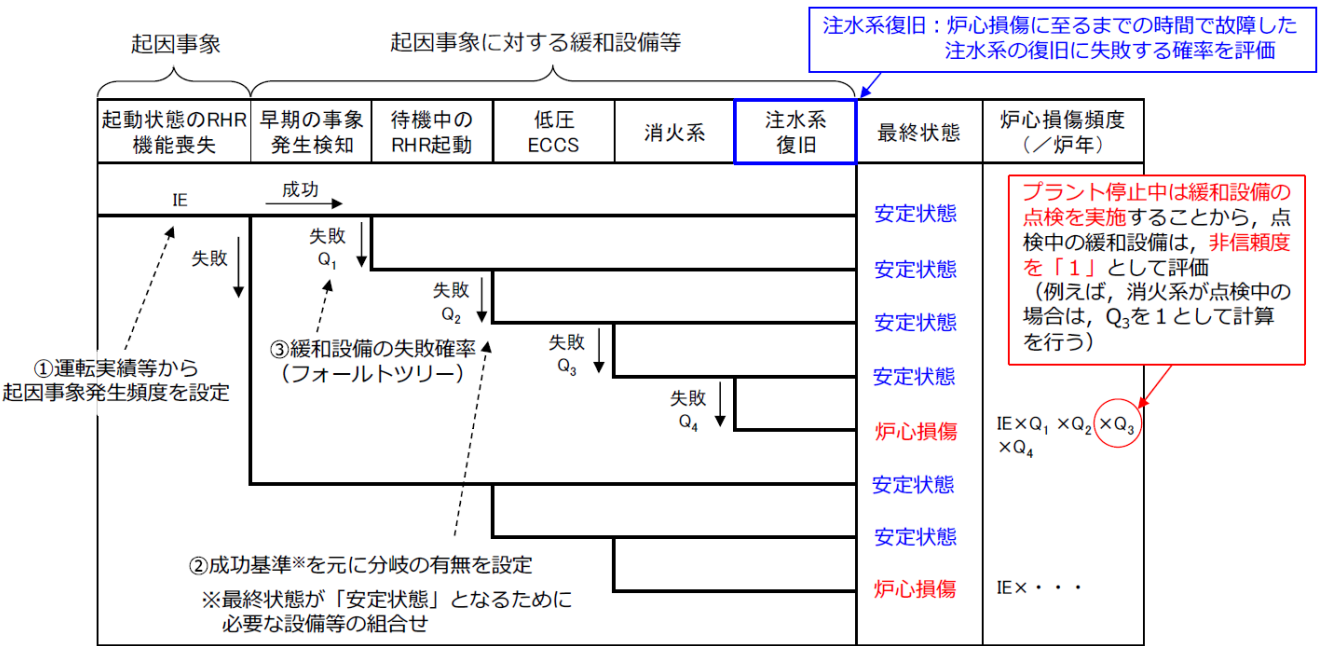 注水系復旧：炉心損傷に至るまでの時間で故障した
注水系の復旧に失敗する確率を評価
起因事象
起因事象に対する緩和設備等
起動状態のRHR
機能喪失
早期の事象
発生検知
待機中の
RHR起動
低圧
ECCS
消火系
注水系
復旧
最終状態
炉心損傷頻度
（／炉年）
IE
成功
安定状態
失敗
失敗
Q1
安定状態
失敗
Q2
安定状態
失敗
Q3
安定状態
失敗
Q4
炉心損傷
IE×Q1 ×Q2 ×Q3
×Q4
プラント停止中は緩和設備の
点検を実施することから，点
検中の緩和設備は，非信頼度
を「１」として評価
（例えば，消火系が点検中の
場合は，Q3を１として計算
を行う）
①運転実績等から
起因事象発生頻度を設定
③緩和設備の失敗確率
（フォールトツリー）
安定状態
安定状態
②成功基準※を元に分岐の有無を設定
※最終状態が「安定状態」となるために
必要な設備等の組合せ
炉心損傷
IE×・・・